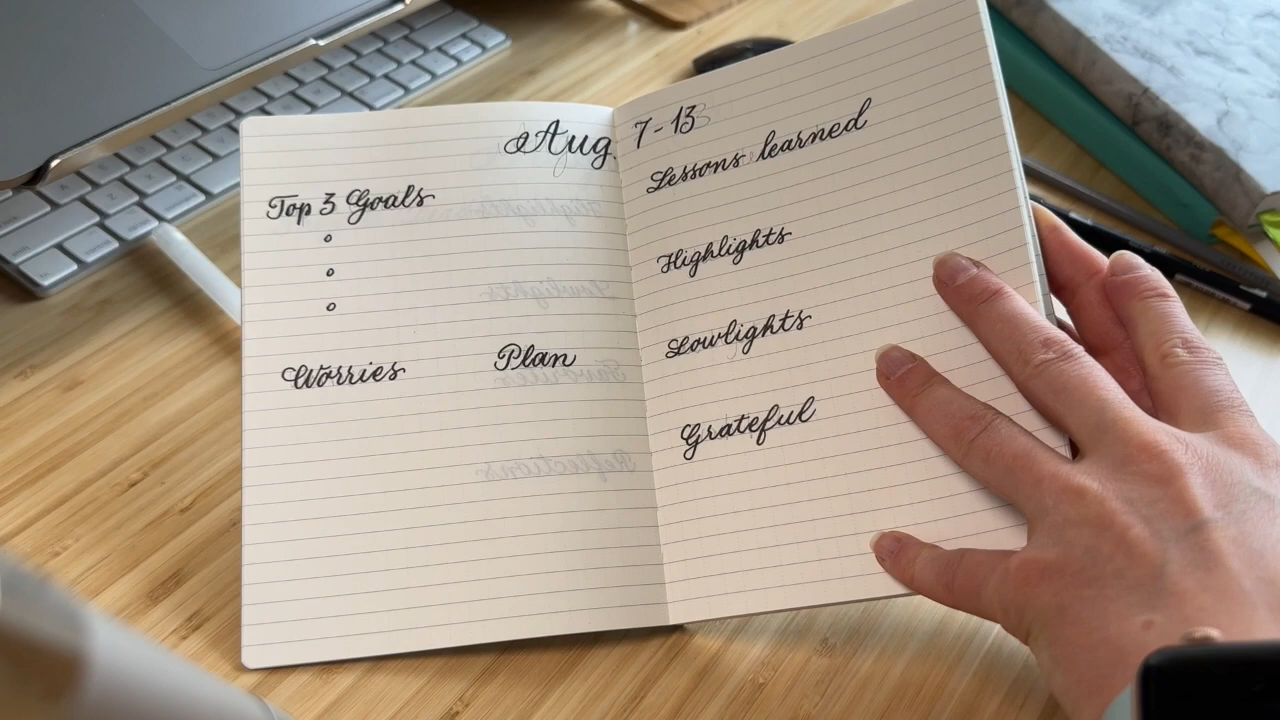 Aug. 7-13
Top 3 Goals
Worries
Plan
Lessons learned
Highlights
Lowlights
Grateful